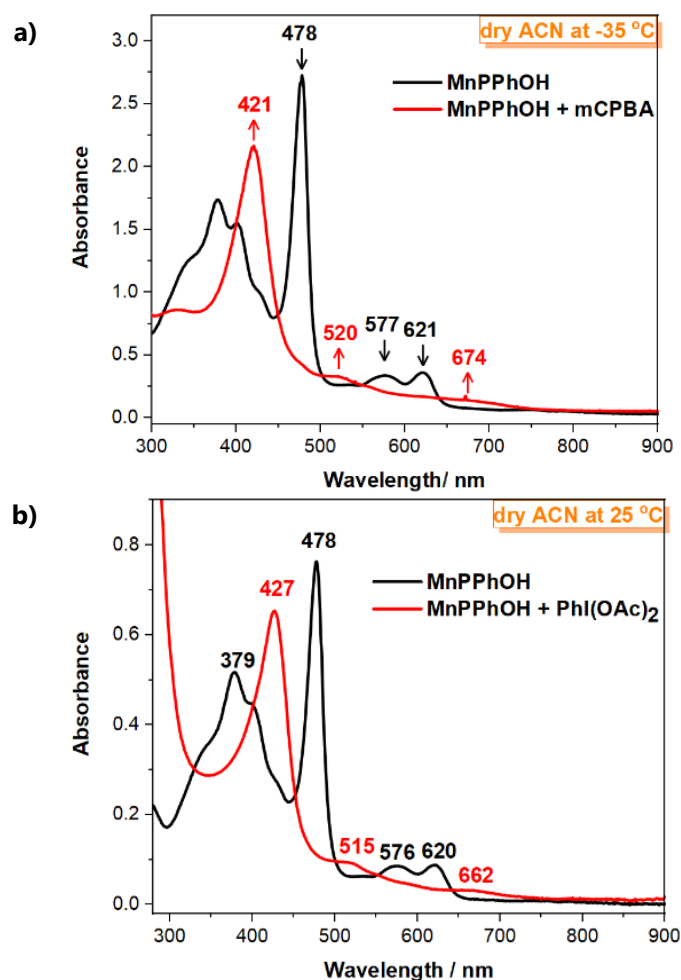 a)
dry ACN at -35 °C
478
MnPPhOH
MnPPhOH + mCPBA
421
577
621
520
674
3.0
2.5
2.0
1.5
1.0
0.5
0.0
Absorbance
300 400 500 600 700 800 900
Wavelength/ nm
b)
dry ACN at 25 °C
478
MnPPhOH
MnPPhOH + PhI(OAc)2
427
379
515
576
620
662
0.8
0.6
0.4
0.2
0.0
Absorbance
300 400 500 600 700 800 900
Wavelength / nm